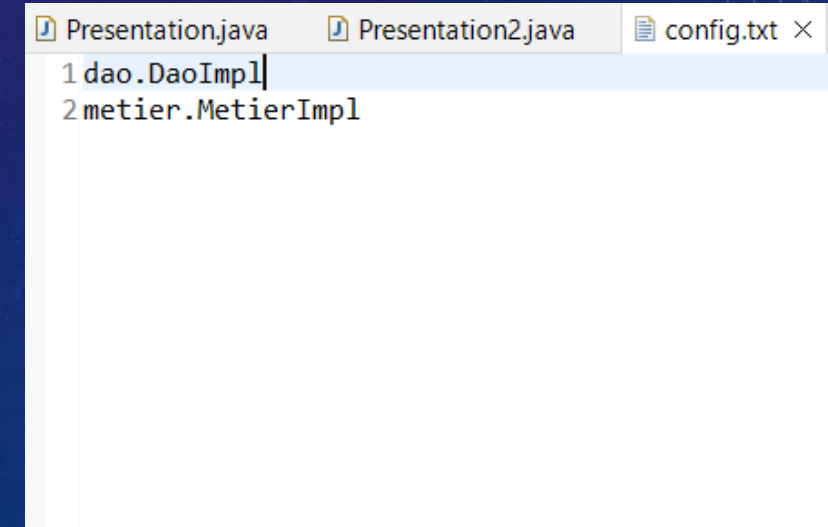 Presentation.java Presentation2.java config.txt
1 dao.DaoImpl
2 metier.MetierImpl